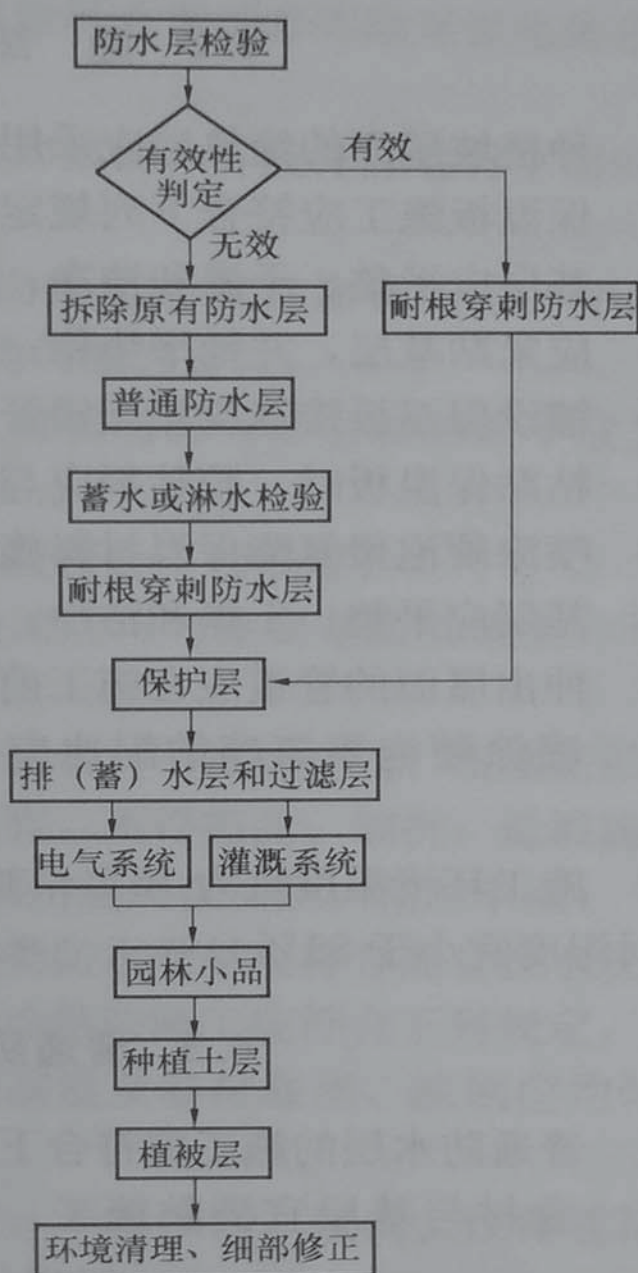 防水层检验
有效性
判定
有效
无效
拆除原有防水层
耐根穿刺防水层
普通防水层
蓄水或淋水检验
耐根穿刺防水层
保护层
排（蓄）水层和过滤层
电气系统
灌溉系统
园林小品
种植土层
植被层
环境清理、细部修正